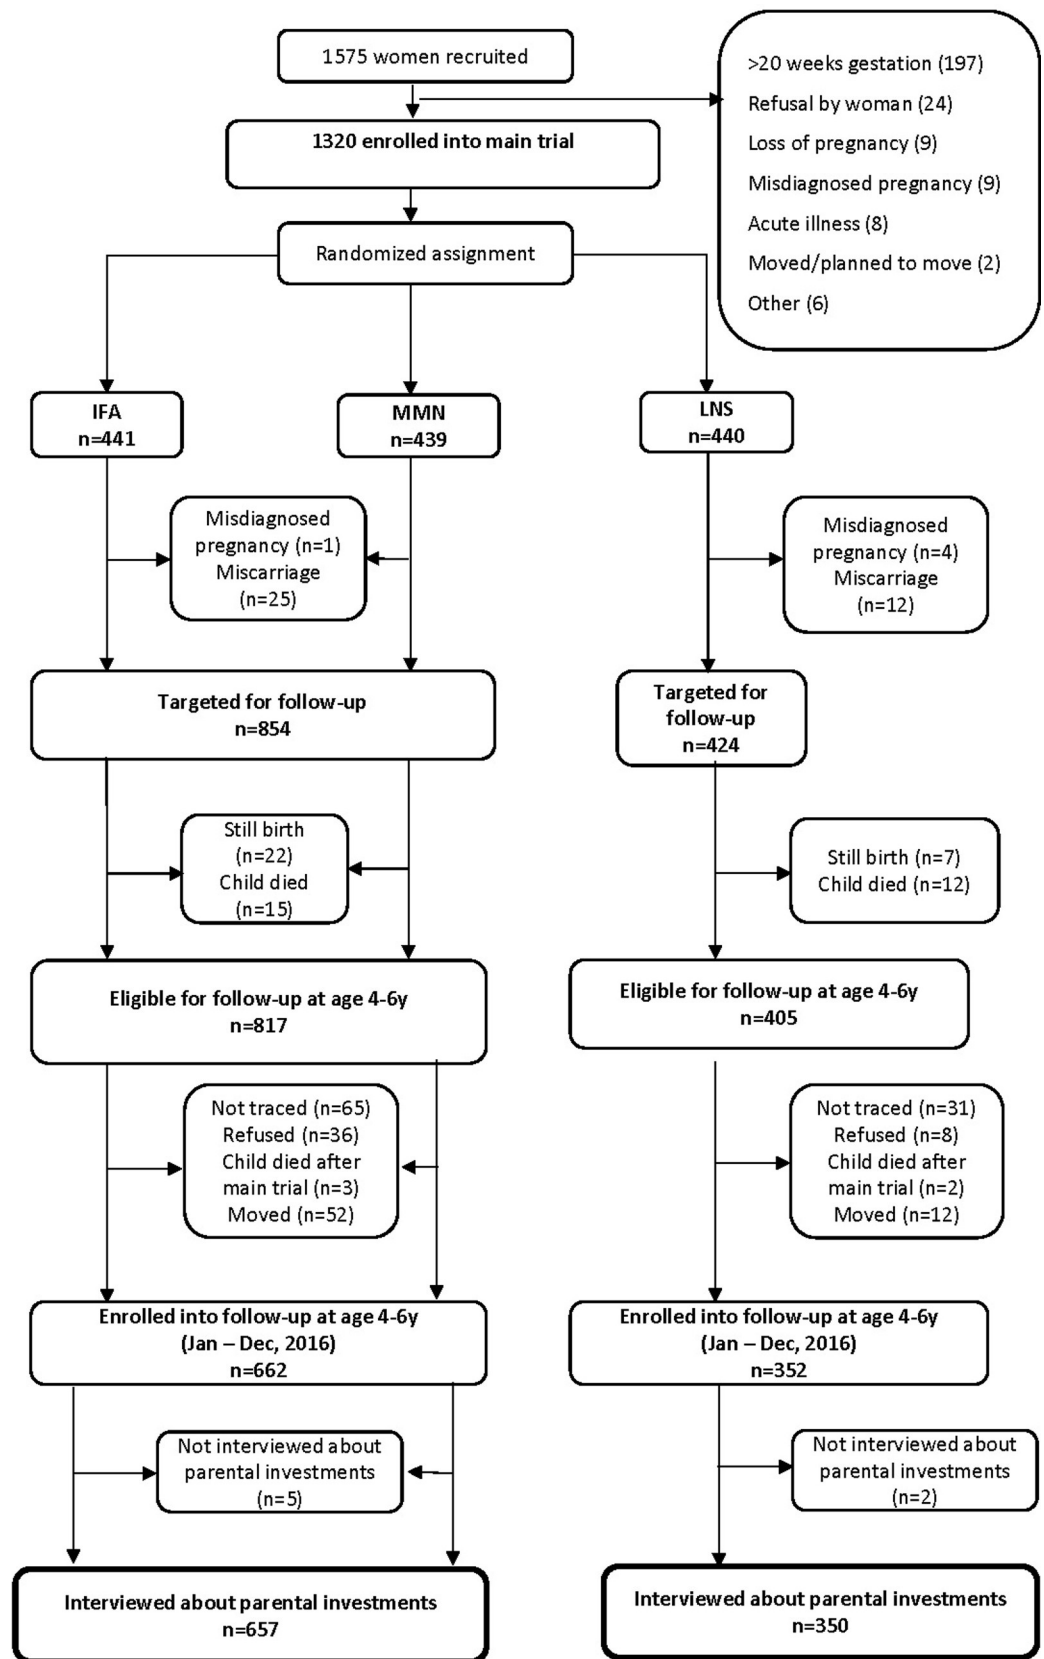 1575 women recruited
>20 weeks gestation (197)
Refusal by woman (24)
Loss of pregnancy (9)
Misdiagnosed pregnancy (9)
Acute illness (8)
Moved/planned to move (2)
Other (6)
1320 enrolled into main trial
Randomized assignment
IFA
n=441
MMN
n=439
LNS
n=440
Misdiagnosed
pregnancy (n=1)
Miscarriage
(n=25)
Misdiagnosed
pregnancy (n=4)
Miscarriage
(n=12)
Targeted for follow-up
n=854
Targeted for
follow-up
n=424
Still birth
(n=22)
Child died
(n=15)
Still birth (n=7)
Child died (n=12)
Eligible for follow-up at age 4-6y
n=817
Eligible for follow-up at age 4-6y
n=405
Not traced (n=65)
Refused (n=36)
Child died after
main trial (n=3)
Moved (n=52)
Not traced (n=31)
Refused (n=8)
Child died after
main trial (n=2)
Moved (n=12)
Enrolled into follow-up at age 4-6y
(Jan – Dec, 2016)
n=662
Enrolled into follow-up at age 4-6y
(Jan – Dec, 2016)
n=352
Not interviewed about
parental investments
(n=5)
Not interviewed about
parental investments
(n=2)
Interviewed about parental investments
n=657
Interviewed about parental investments
n=350